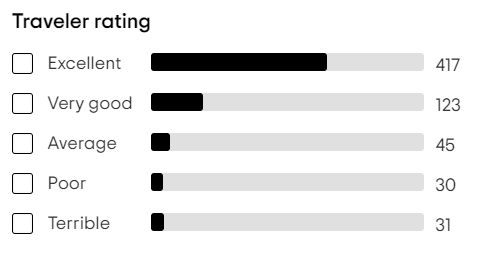 Traveler rating
Excellent 417
Very good 123
Average 45
Poor 30
Terrible 31